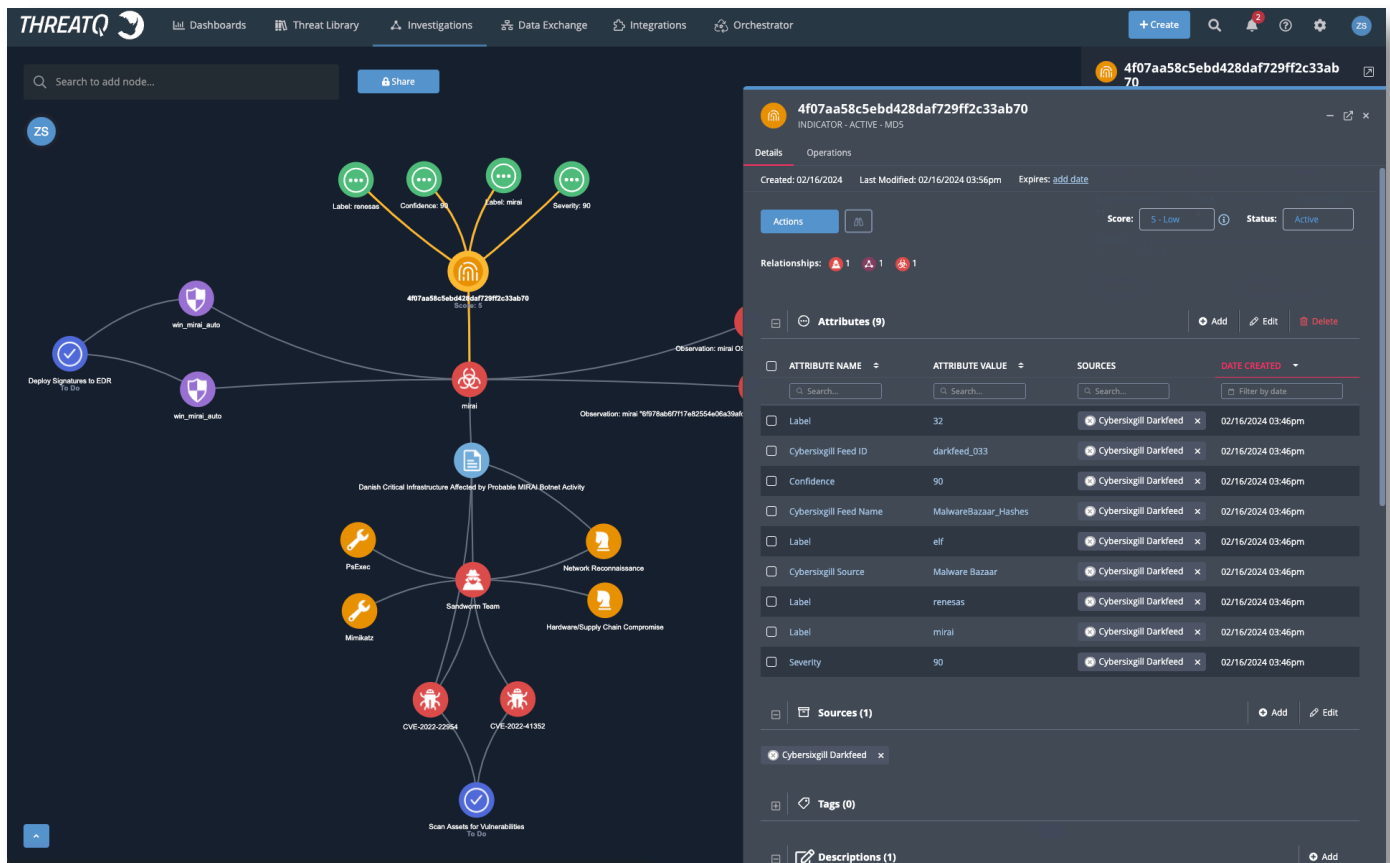 THREATQ
Dashboards
Threat Library
Investigations
Data Exchange
Integrations
Orchestrator
+ Create
2
ZS
Search to add node...
Share
4f07aa58c5ebd428daf729ff2c33ab
70
ZS
Label: renesas
Confidence: 90
Label: mirai
Severity: 90
4f07aa58c5ebd428daf729ff2c33ab70
Score: 5
win_mirai_auto
Observation: mirai OS
Deploy Signatures to EDR
To Do
mirai
win_mirai_auto
Observation: mirai "6f978ab6f7f17e82554e06a39afc
Danish Critical Infrastructure Affected by Probable MIRAI Botnet Activity
PsExec
Network Reconnaissance
Sandworm Team
Mimikatz
Hardware/Supply Chain Compromise
CVE-2022-22954
CVE-2022-41352
Scan Assets for Vulnerabilities
To Do
4f07aa58c5ebd428daf729ff2c33ab70
INDICATOR - ACTIVE - MD5
Details
Operations
Created: 02/16/2024 Last Modified: 02/16/2024 03:56pm Expires: add date
Actions
Score: 5 - Low
Status: Active
Relationships: 1 1 1
Attributes (9)
Add
Edit
Delete
ATTRIBUTE NAME ATTRIBUTE VALUE SOURCES DATE CREATED
Search... Search... Search... Filter by date
Label 32 Cybersixgill Darkfeed × 02/16/2024 03:46pm
Cybersixgill Feed ID darkfeed_033 Cybersixgill Darkfeed × 02/16/2024 03:46pm
Confidence 90 Cybersixgill Darkfeed × 02/16/2024 03:46pm
Cybersixgill Feed Name MalwareBazaar_Hashes Cybersixgill Darkfeed × 02/16/2024 03:46pm
Label elf Cybersixgill Darkfeed × 02/16/2024 03:46pm
Cybersixgill Source Malware Bazaar Cybersixgill Darkfeed × 02/16/2024 03:46pm
Label renesas Cybersixgill Darkfeed × 02/16/2024 03:46pm
Label mirai Cybersixgill Darkfeed × 02/16/2024 03:46pm
Severity 90 Cybersixgill Darkfeed × 02/16/2024 03:46pm
Sources (1)
Add
Edit
Cybersixgill Darkfeed ×
Tags (0)
Descriptions (1)
Add